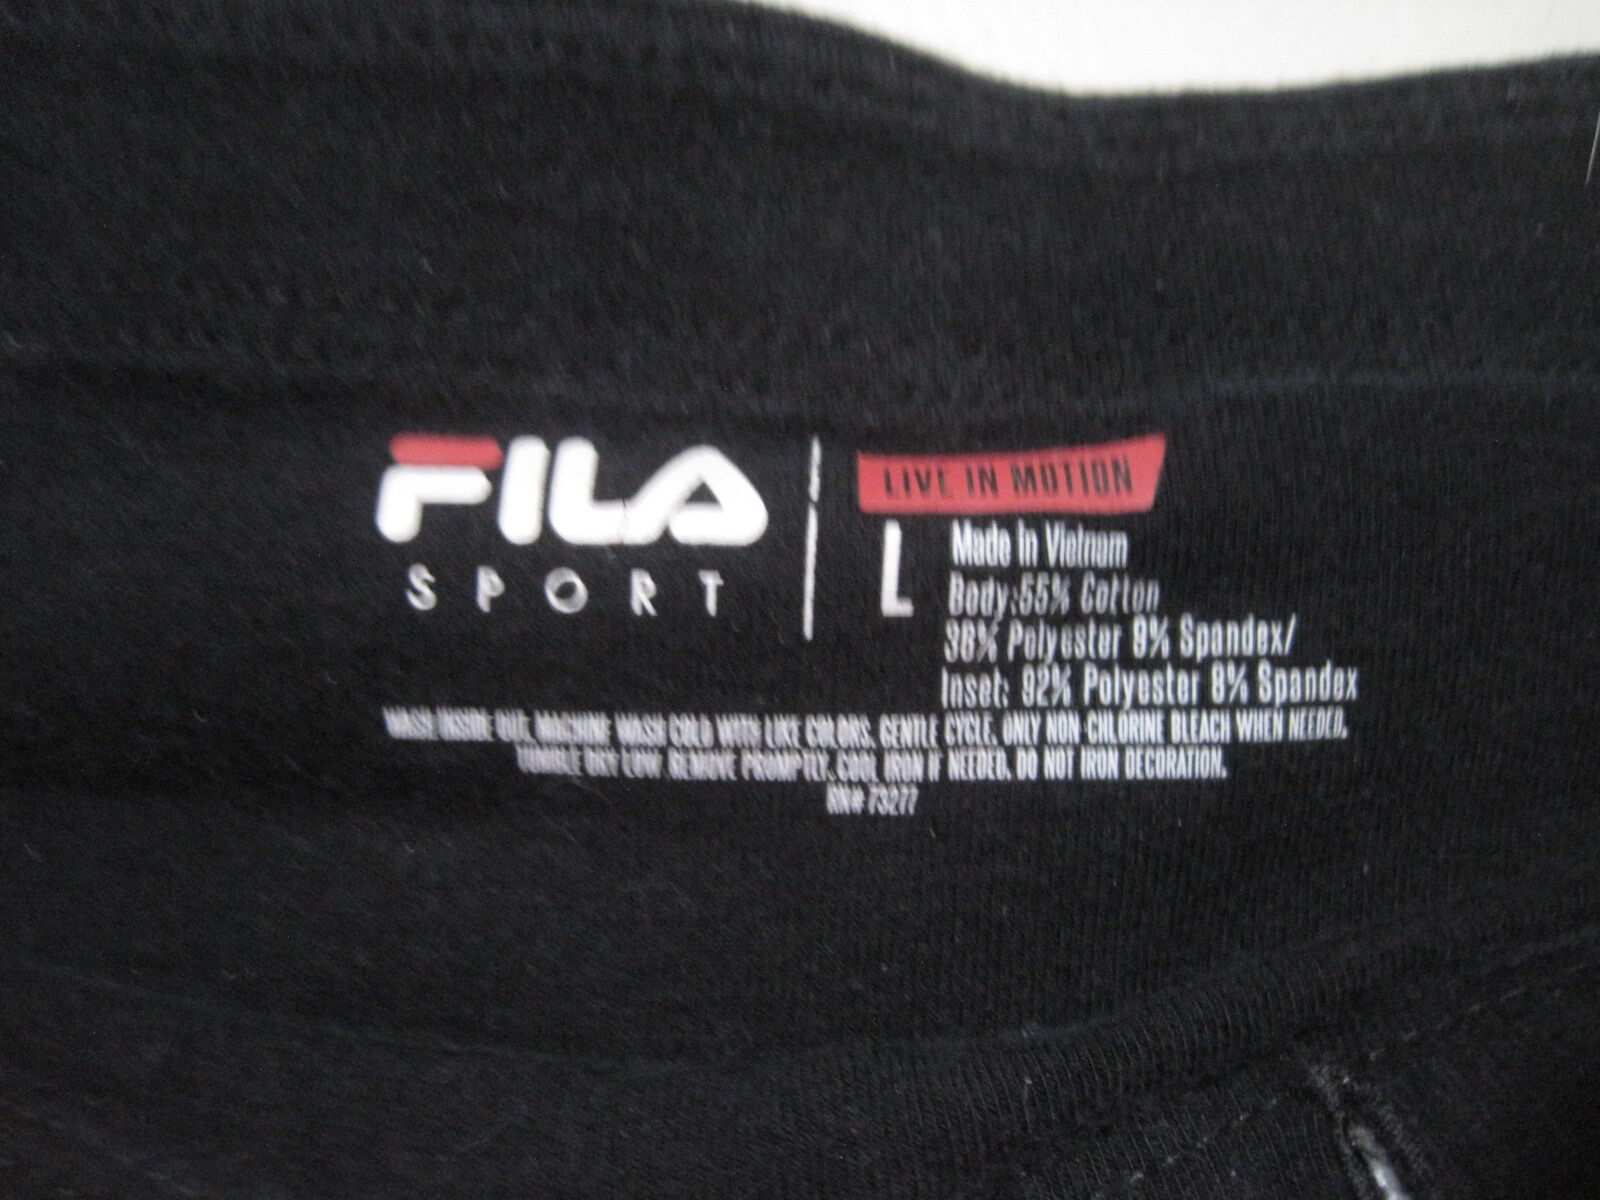 FILA
SPORT
LIVE IN MOTION
L
Made In Vietnam
Body:55% Cotton
36% Polyester 9% Spandex/
Inset: 92% Polyester 8% Spandex
WASH INSIDE OUT. MACHINE WASH COLD WITH LIKE COLORS. GENTLE CYCLE. ONLY NON-CHLORINE BLEACH WHEN NEEDED.
TUMBLE DRY LOW. REMOVE PROMPTLY. COOL IRON IF NEEDED. DO NOT IRON DECORATION.
RN# 73277